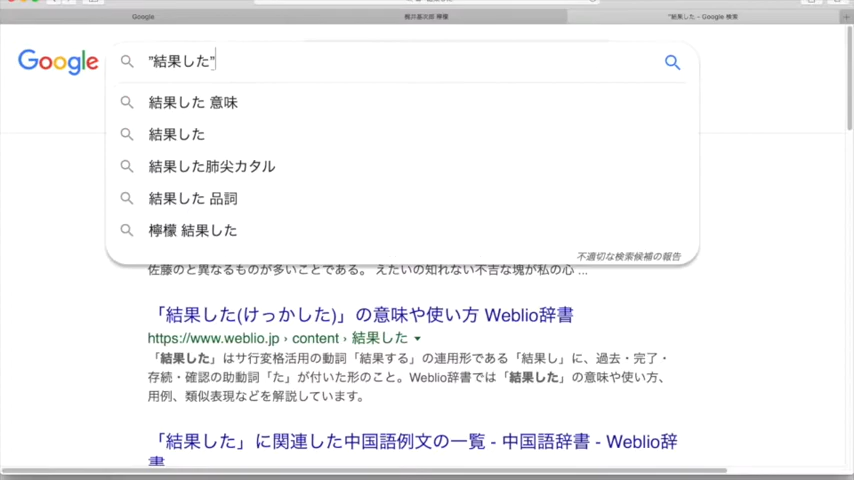 Google
梶井基次郎 檸檬
"結果した - Google 検索
Google
"結果した"
結果した 意味
結果した
結果した肺尖カタル
結果した 品詞
檸檬 結果した
不適切な検索候補の報告
佐藤のと異なるものが多いことである。 えたいの知れない不吉な塊が私の心 ...
「結果した(けっかした)」の意味や使い方 Weblio辞書
https://www.weblio.jp › content › 結果した
「結果した」はサ行変格活用の動詞「結果する」の連用形である「結果し」に、過去・完了・
存続・確認の助動詞「た」が付いた形のこと。Weblio辞書では「結果した」の意味や使い方、
用例、類似表現などを解説しています。
「結果した」に関連した中国語例文の一覧 - 中国語辞書 - Weblio辞
書